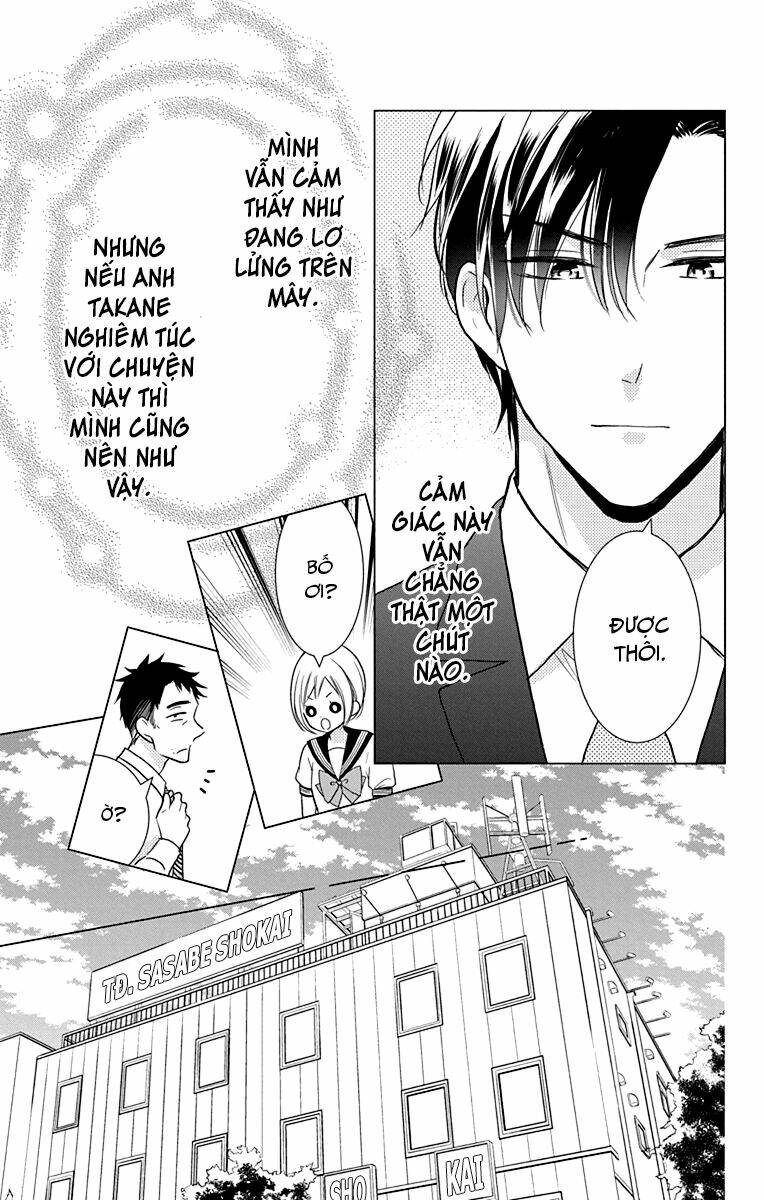 ĐƯỢC
THÔI.
CẢM
GIÁC NÀY
VẪN
CHẲNG
THẬT MỘT
CHÚT
NÀO.
MÌNH
VẪN CẢM
THẤY NHƯ
ĐANG LƠ
LỬNG TRÊN
MÂY.
NHƯNG
NẾU ANH
TAKANE
NGHIÊM TÚC
VỚI CHUYỆN
NÀY THÌ
MÌNH CŨNG
NÊN NHƯ
VẬY.
BỐ
ƠI?
Ờ?
TĐ. SASABE SHOKAI
SHO
KAI